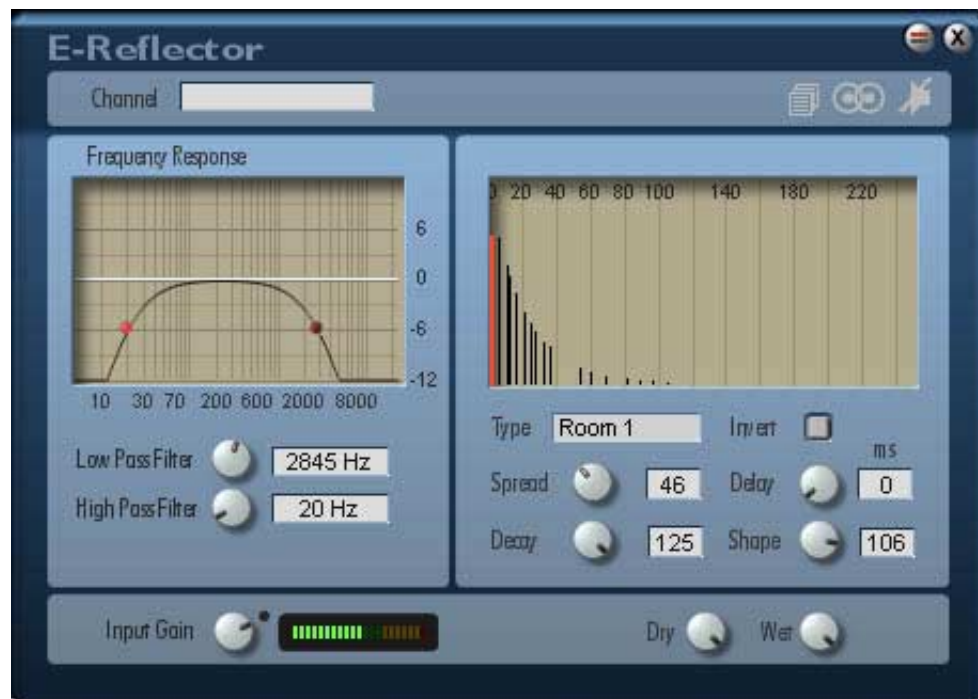 E-Reflector
Channel
Frequency Response
6
0
-6
-12
10 30 70 200 600 2000 8000
Low Pass Filter 2845 Hz
High Pass Filter 20 Hz
0 20 40 60 80 100 140 180 220
Type Room 1 Invert
ms
Spread 46 Delay 0
Decay 125 Shape 106
Input Gain Dry Wet